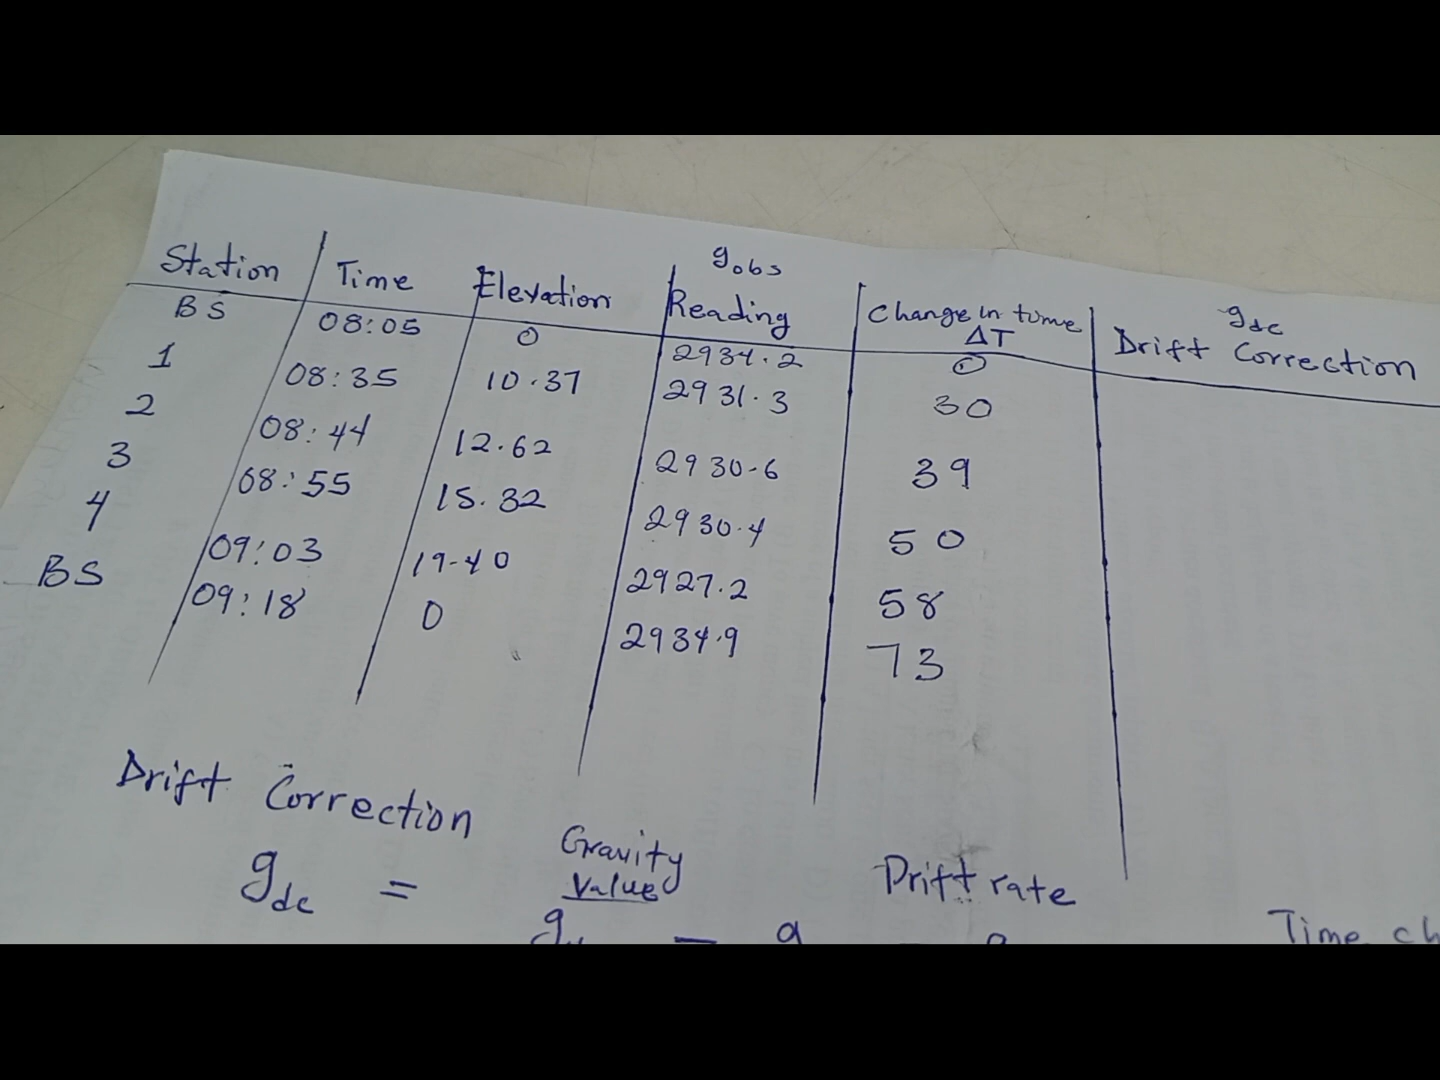 Station Time Elevation gobs Reading Change in time ΔT gdc Drift Correction
BS 08:05 0 2934.2 0
1 08:35 10.37 2931.3 30
2 08:44 12.62 2930.6 39
3 08:55 15.32 2930.4 50
4 09:03 19.40 2927.2 58
BS 09:18 0 2934.9 73
Drift Correction
Gravity Value Drift rate
gdc =
Time